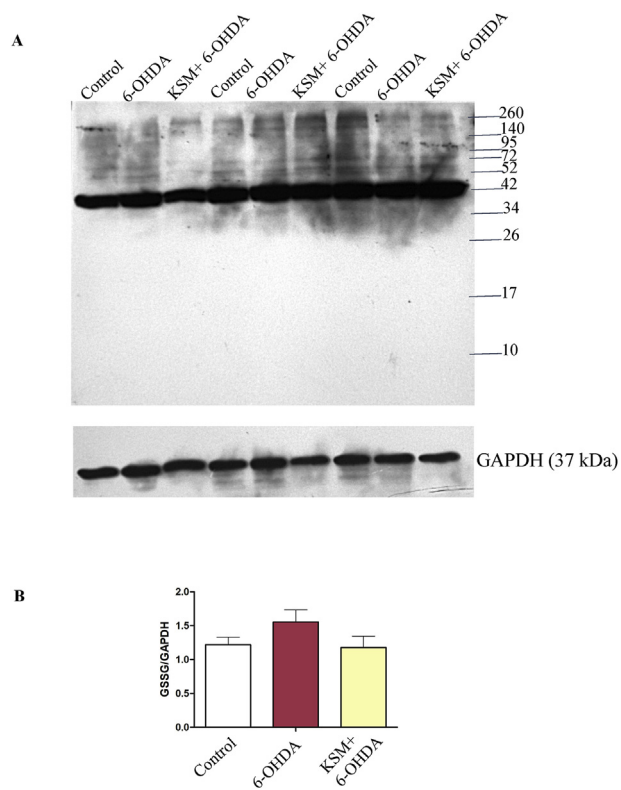 A
Control
6-OHDA
KSM+ 6-OHDA
Control
6-OHDA
KSM+ 6-OHDA
Control
6-OHDA
KSM+ 6-OHDA
260
140
95
72
52
42
34
26
17
10
GAPDH (37 kDa)
B
GSSG/GAPDH
2.0
1.5
1.0
0.5
0.0
Control
6-OHDA
KSM+
6-OHDA